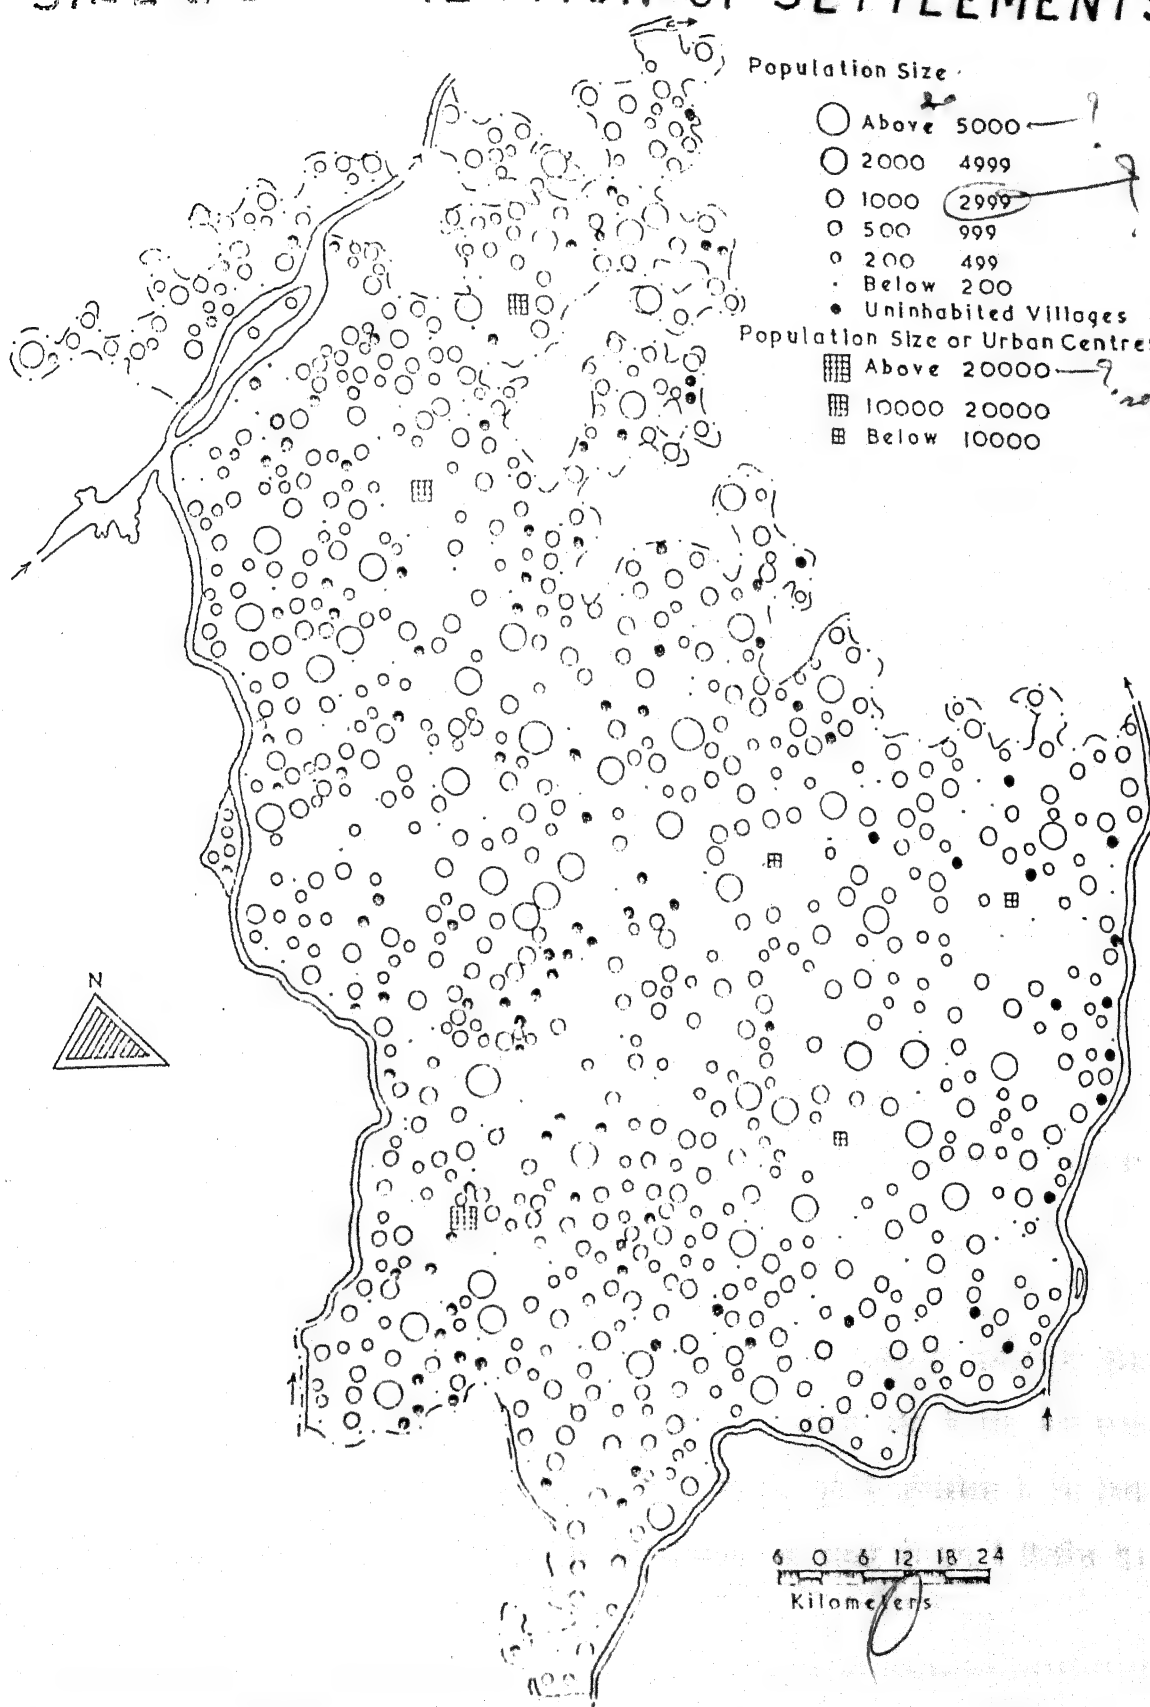 OF SETTLEMENTS
Population Size
Above 5000
2000 4999
1000 2999
500 999
200 499
Below 200
Uninhabited Villages
Population Size or Urban Centres
Above 20000
10000 20000
Below 10000
N
6 0 6 12 18 24
Kilometers